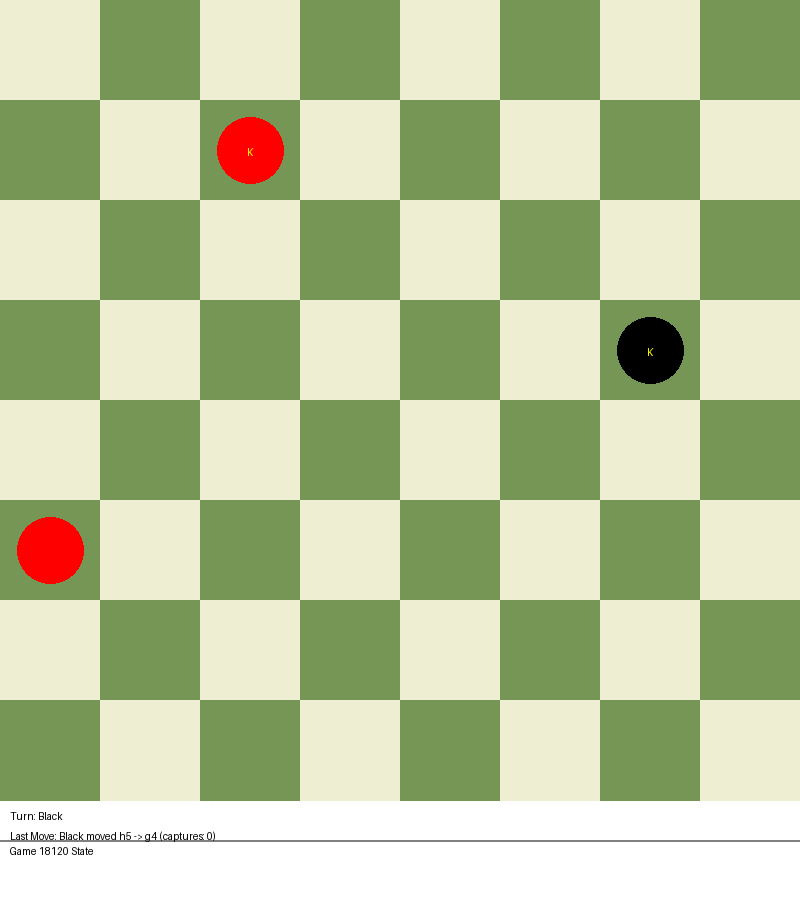 K
K
Turn: Black
Last Move: Black moved h5 -> g4 (captures: 0)
Game 18120 State